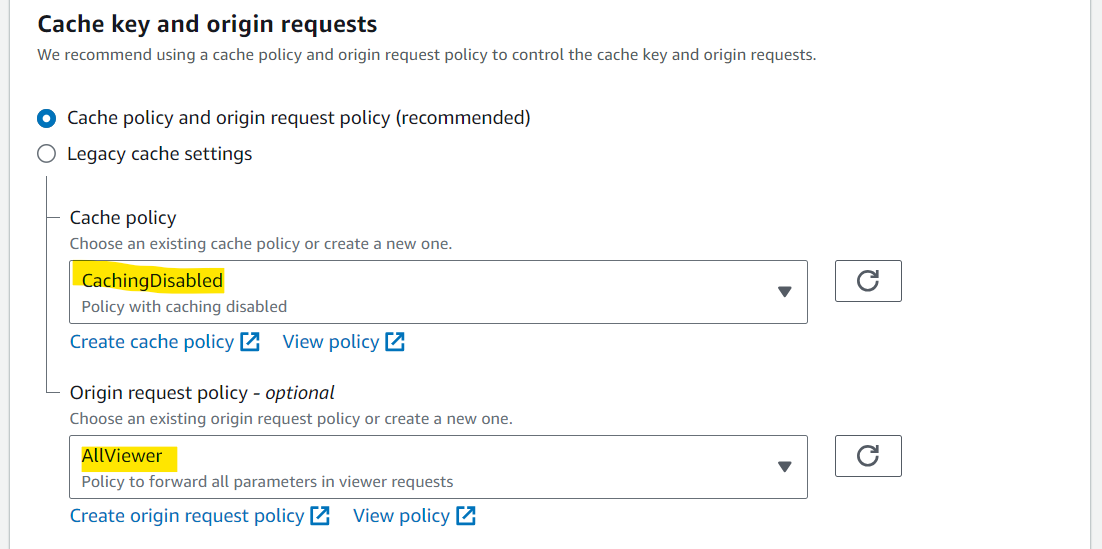 Cache key and origin requests
We recommend using a cache policy and origin request policy to control the cache key and origin requests.
Cache policy and origin request policy (recommended)
Legacy cache settings
Cache policy
Choose an existing cache policy or create a new one.
CachingDisabled
Policy with caching disabled
Create cache policy View policy
Origin request policy - optional
Choose an existing origin request policy or create a new one.
AllViewer
Policy to forward all parameters in viewer requests
Create origin request policy View policy